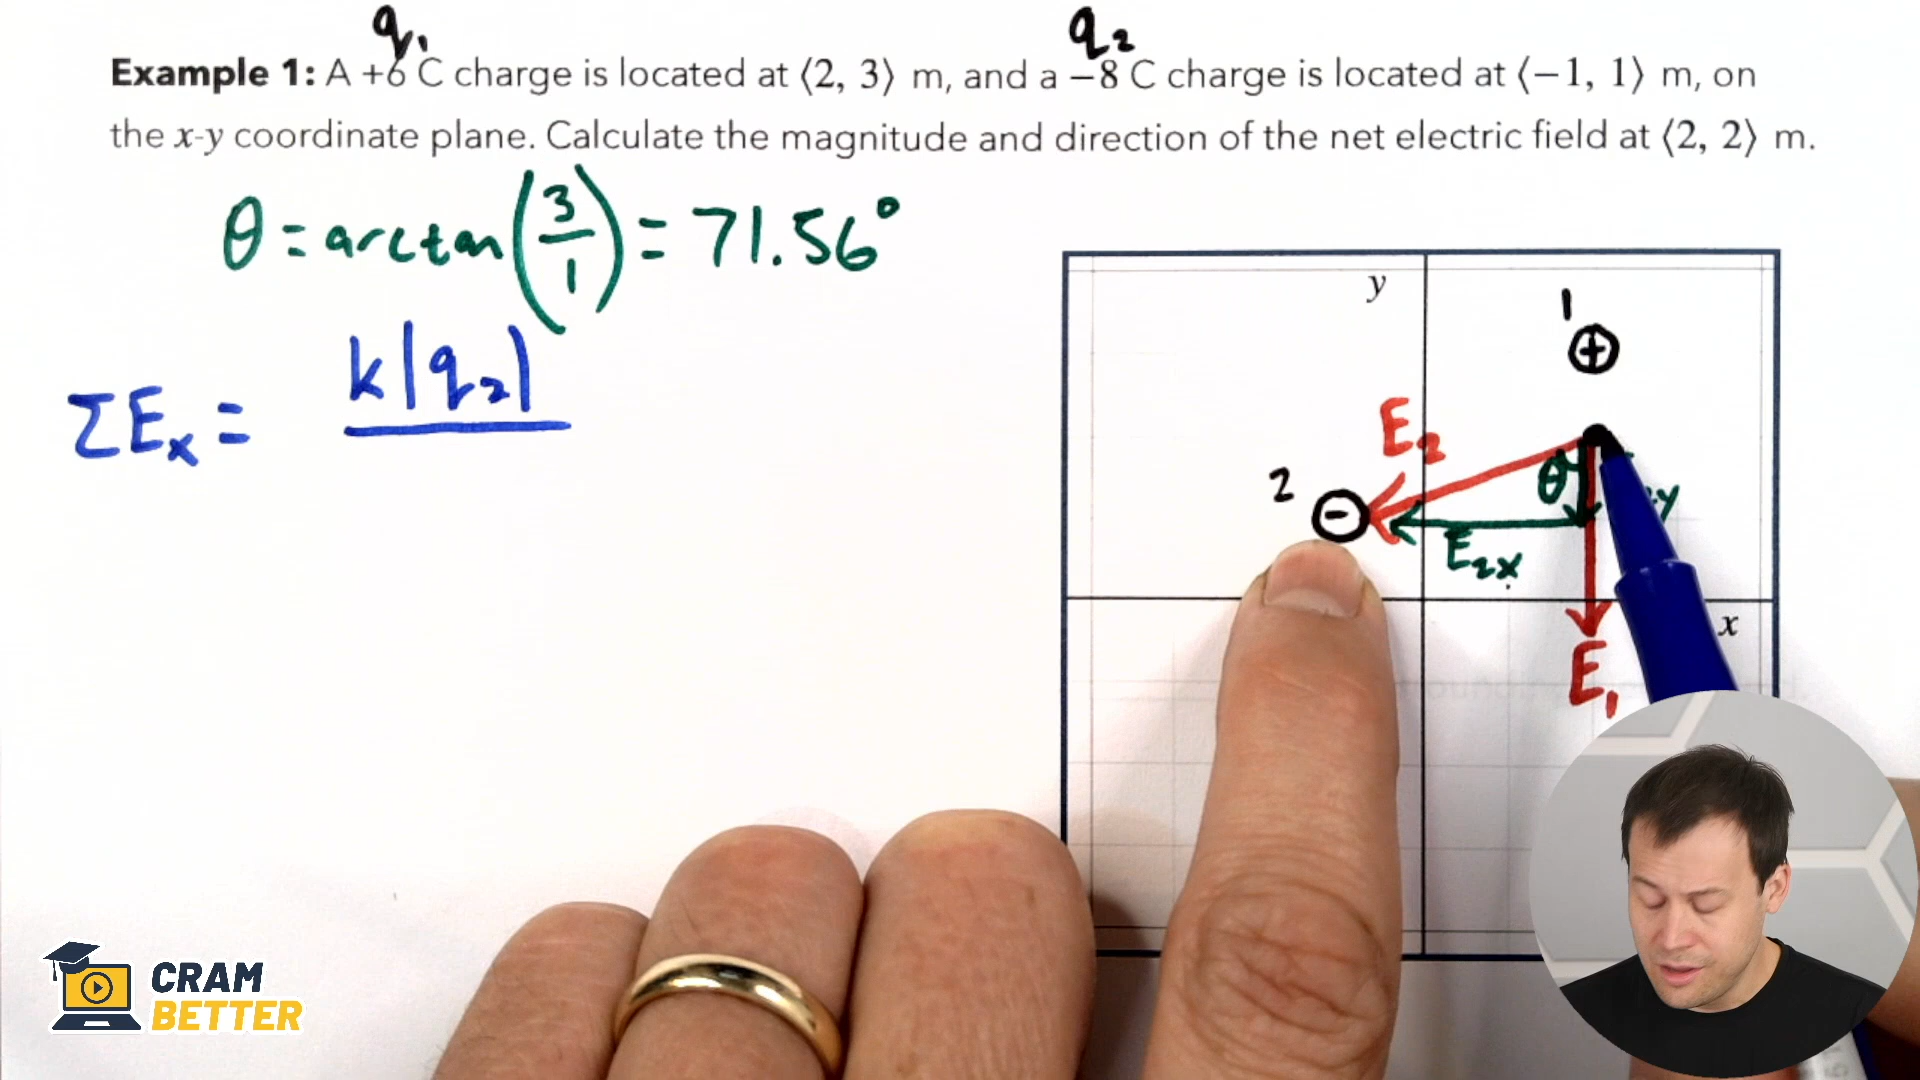 q₁ q₂
Example 1: A +6 C charge is located at ⟨2, 3⟩ m, and a −8 C charge is located at ⟨−1, 1⟩ m, on
the x-y coordinate plane. Calculate the magnitude and direction of the net electric field at ⟨2, 2⟩ m.
θ = arctan(3/1) = 71.56°
ΣEₓ = k|q₂|
y
1
+
E₂
2
−
θ
y
E₂ₓ
x
E₁
CRAM
BETTER